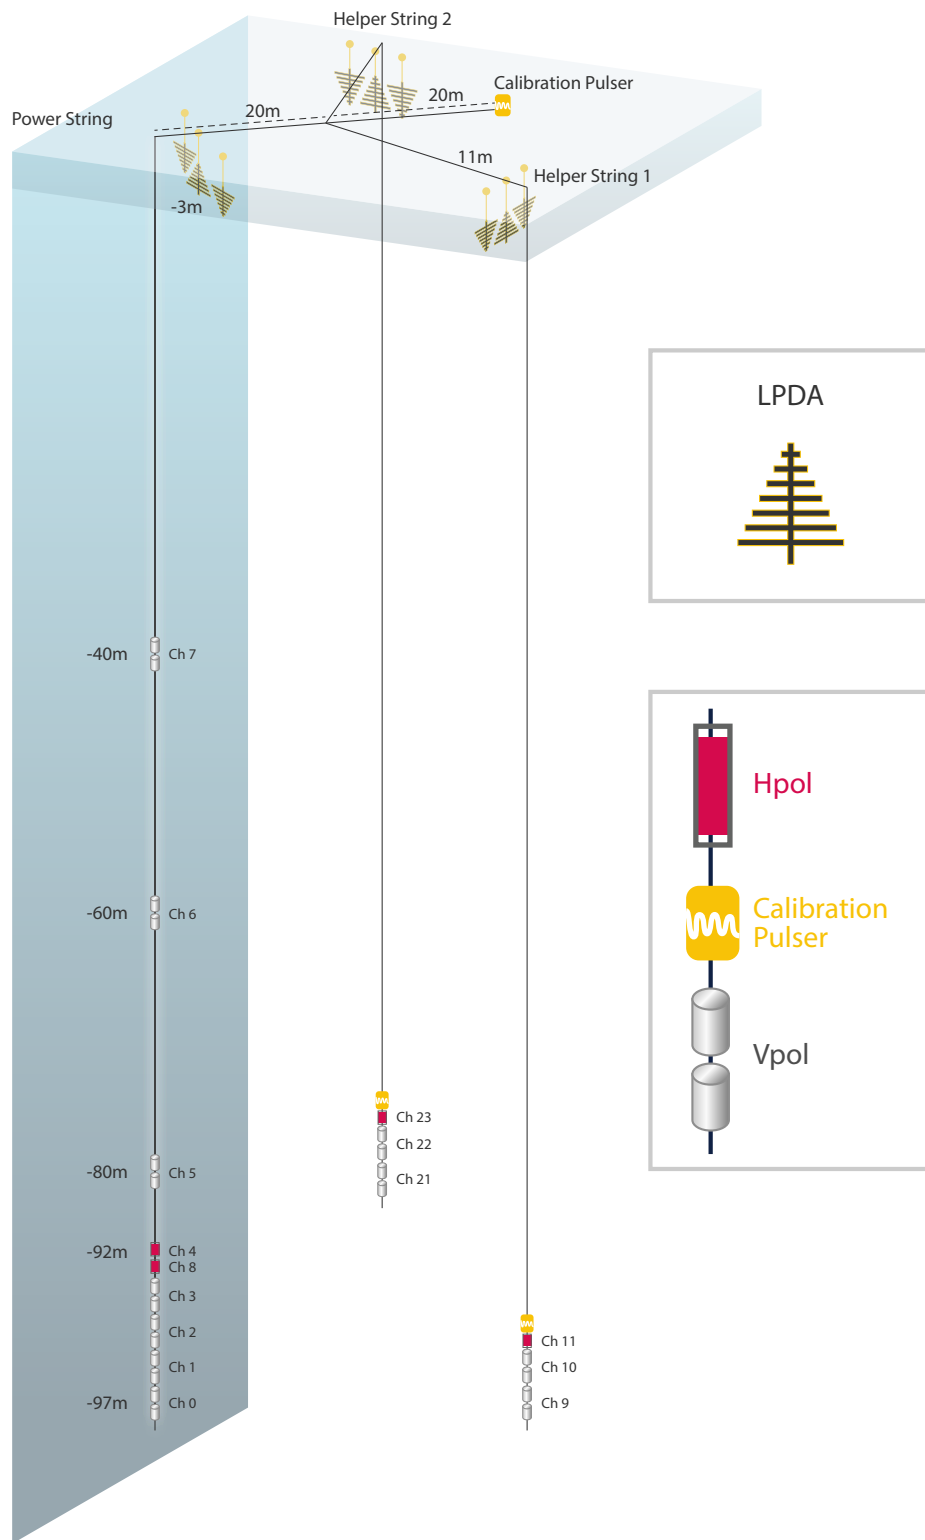 Helper String 2
Calibration Pulser
20m
20m
Power String
11m
Helper String 1
-3m
LPDA
-40m
Ch 7
Hpol
Calibration
Pulser
-60m
Ch 6
Vpol
Ch 23
Ch 22
-80m
Ch 5
Ch 21
-92m
Ch 4
Ch 8
Ch 3
Ch 2
Ch 11
Ch 1
Ch 10
-97m
Ch 0
Ch 9